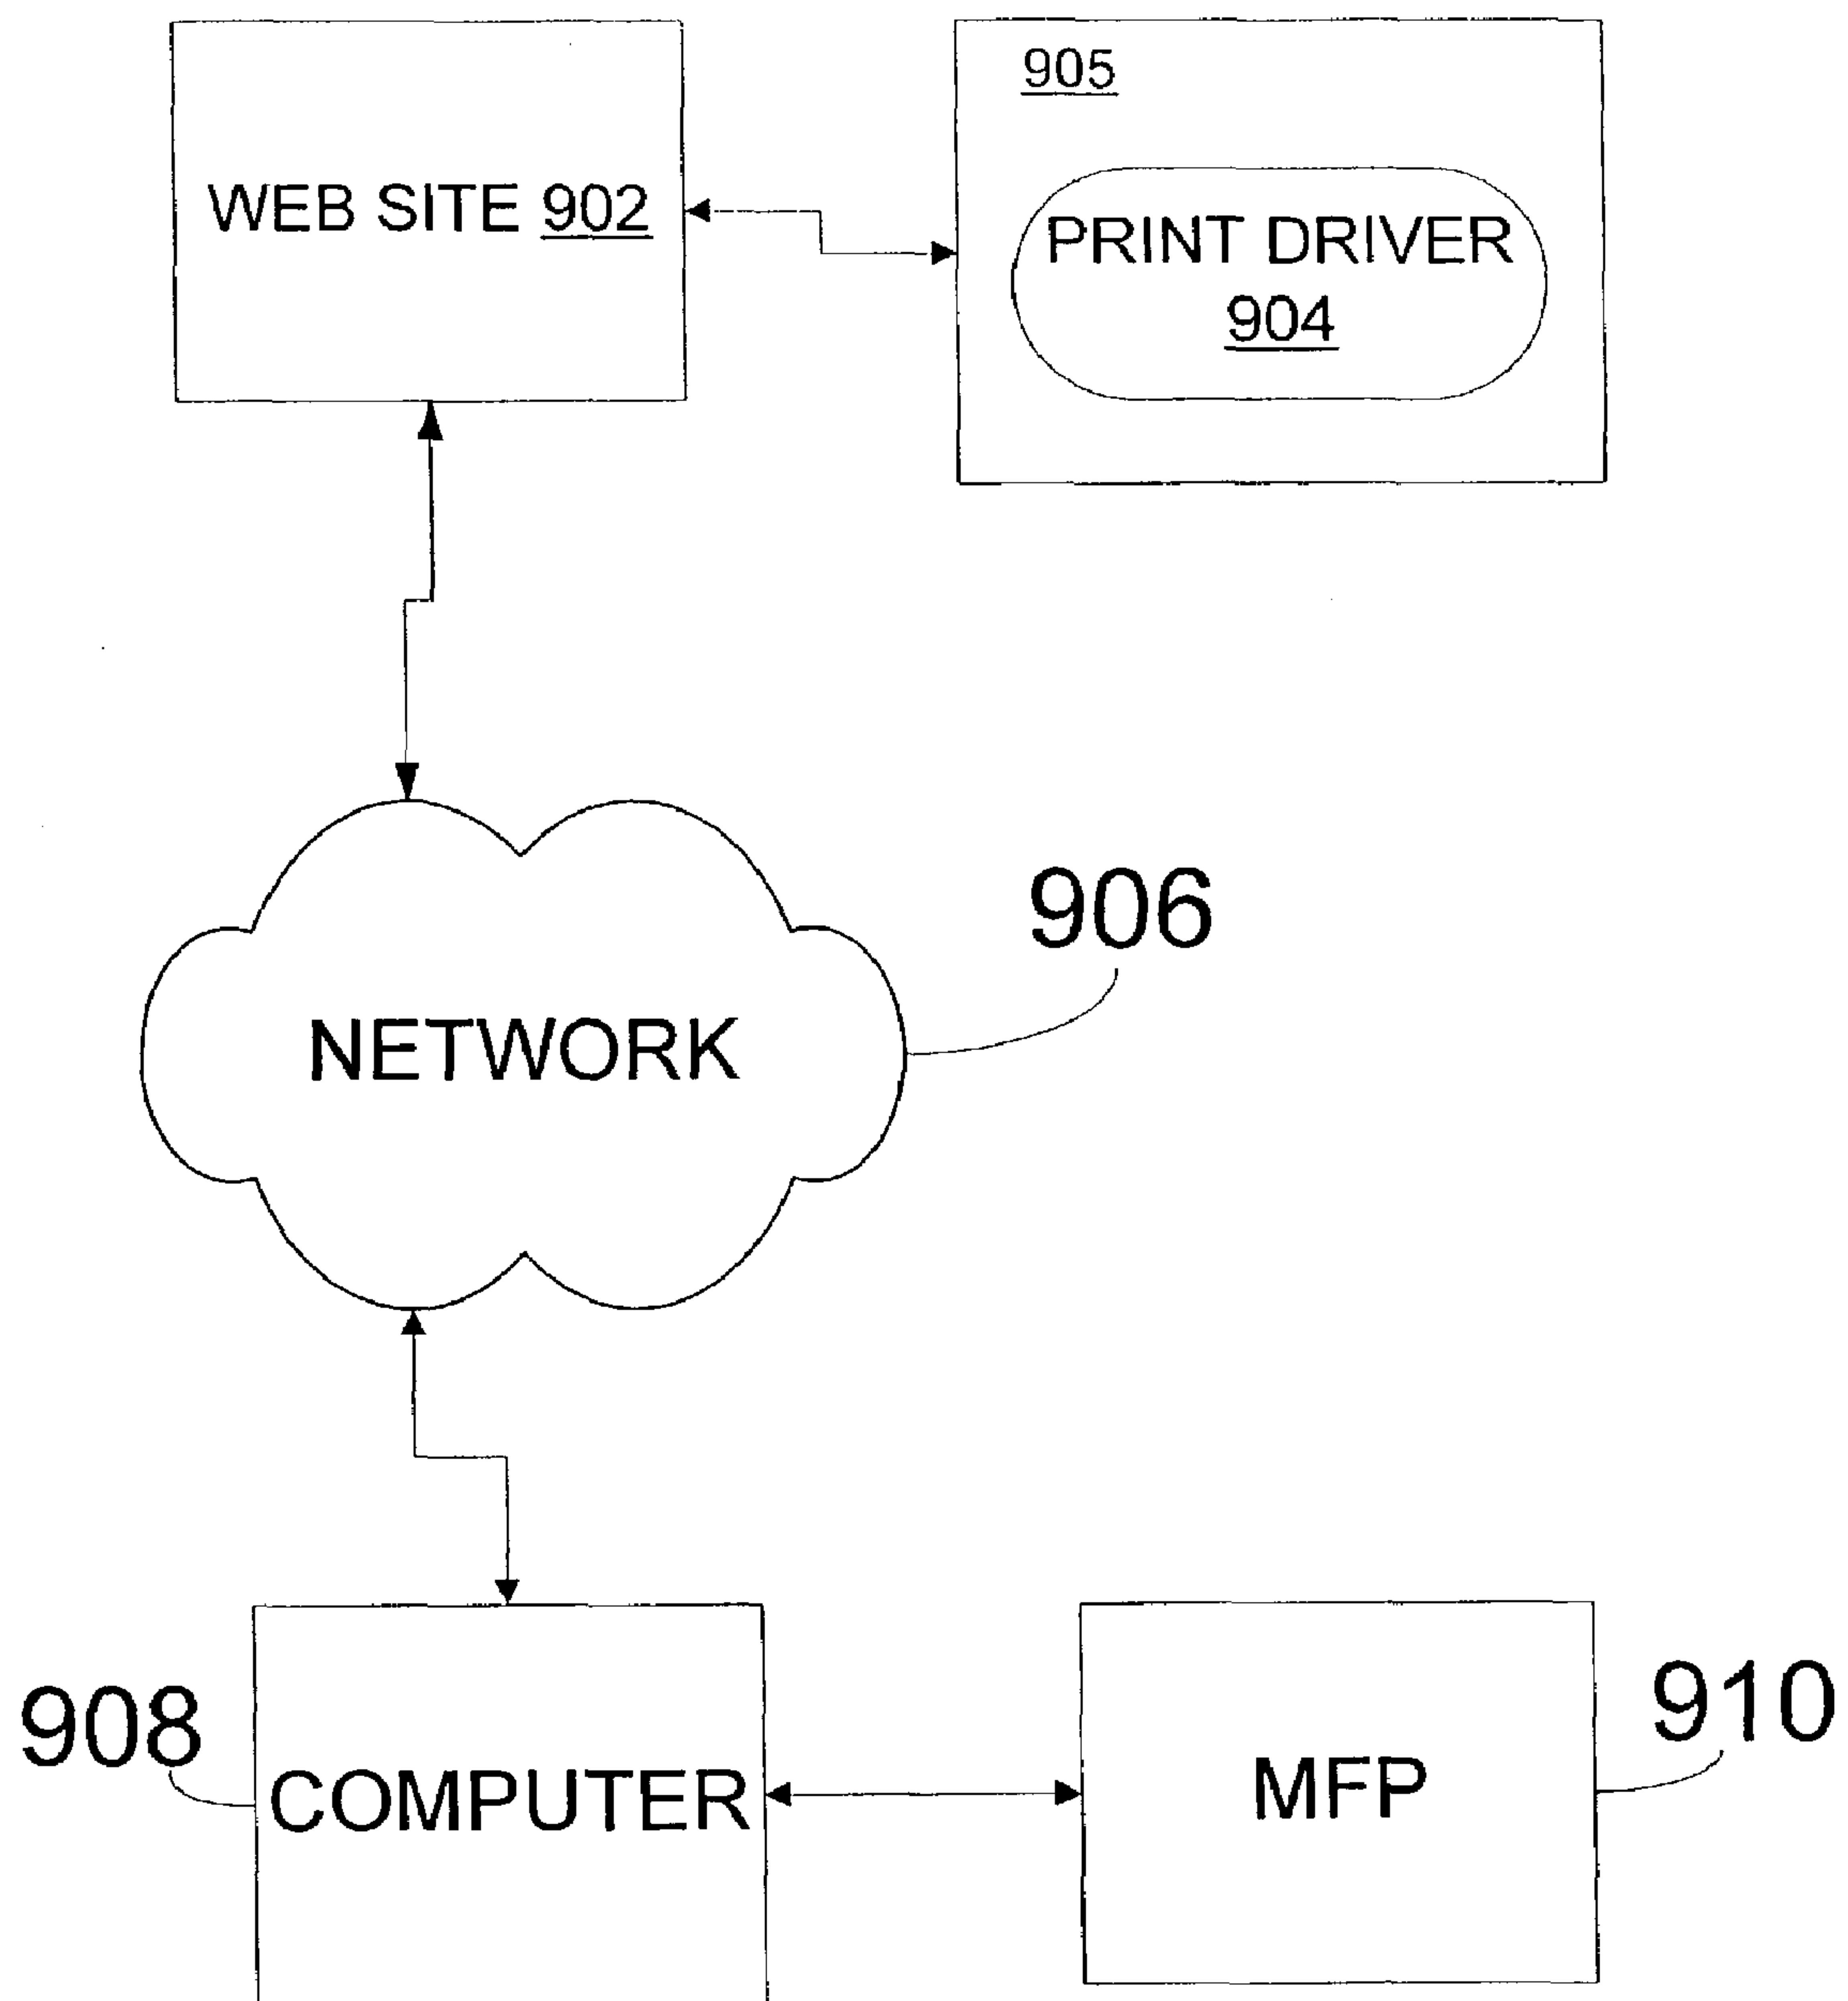 WEB SITE 902
905
PRINT DRIVER
904
906
NETWORK
908
COMPUTER
MFP
910